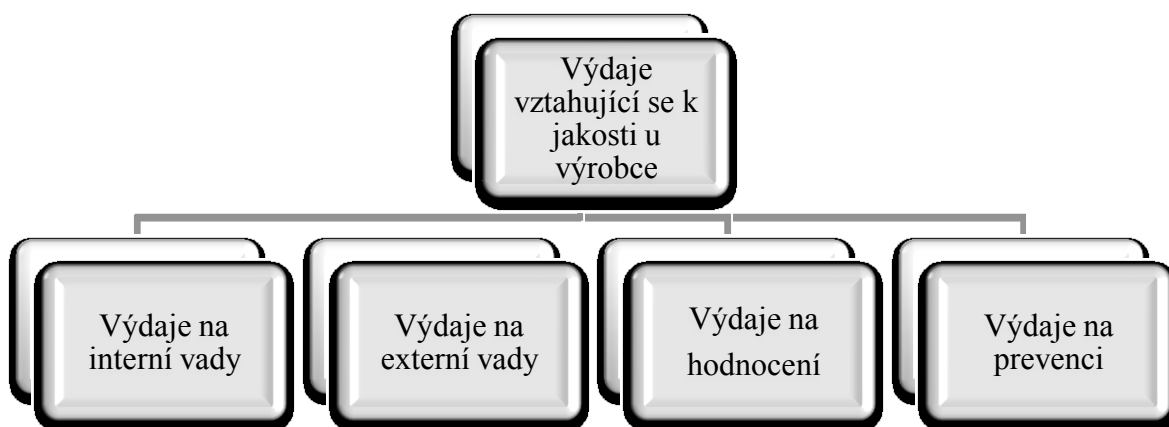 Výdaje
vztahující se k
jakosti u
výrobce
Výdaje na
interní vady
Výdaje na
externí vady
Výdaje na
hodnocení
Výdaje na
prevenci